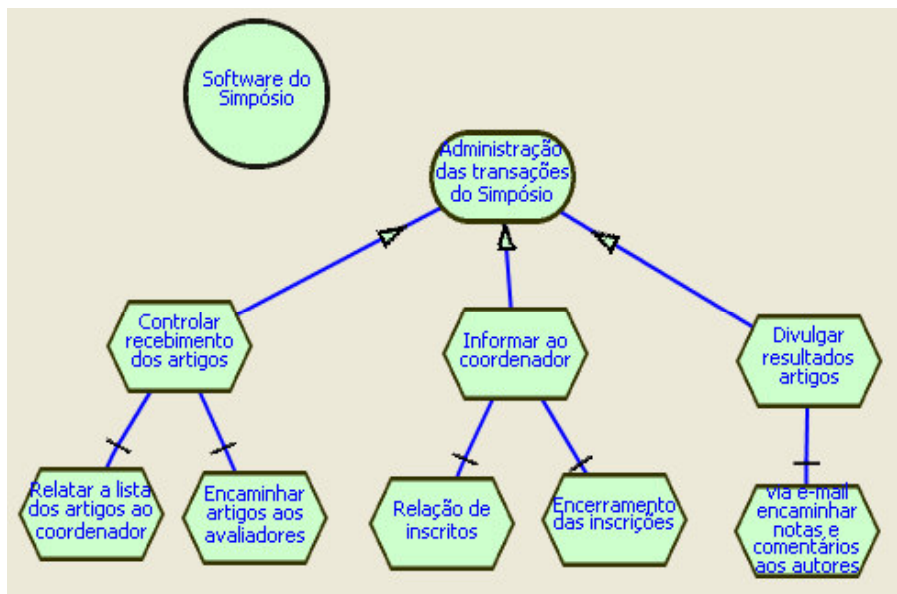 Software do
Simpósio
Administração
das transações
do Simpósio
Controlar
recebimento
dos artigos
Informar ao
coordenador
Divulgar
resultados
artigos
Relatar a lista
dos artigos ao
coordenador
Encaminhar
artigos aos
avaliadores
Relação de
inscritos
Encerramento
das inscrições
via e-mail
encaminhar
notas e
comentários
aos autores